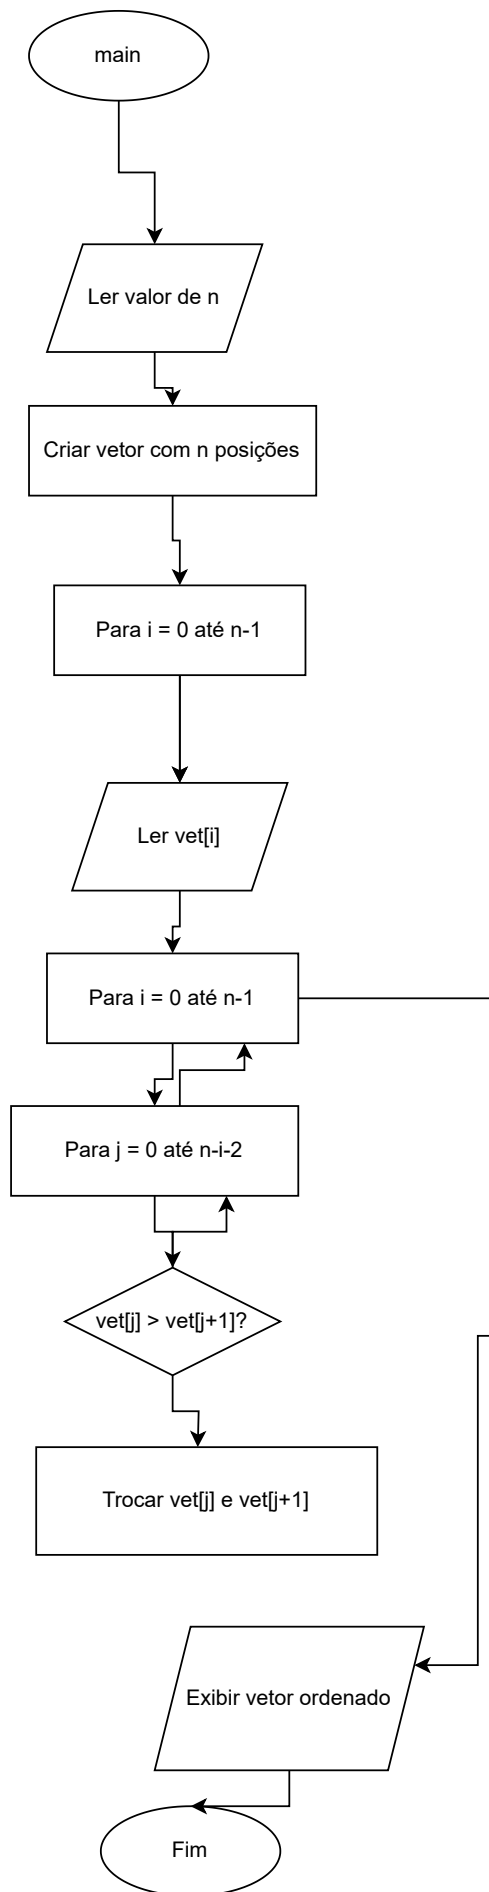 main
Ler valor de n
Criar vetor com n posições
Para i = 0 até n-1
Ler vet[i]
Para i = 0 até n-1
Para j = 0 até n-i-2
vet[j] > vet[j+1]?
Trocar vet[j] e vet[j+1]
Exibir vetor ordenado
Fim